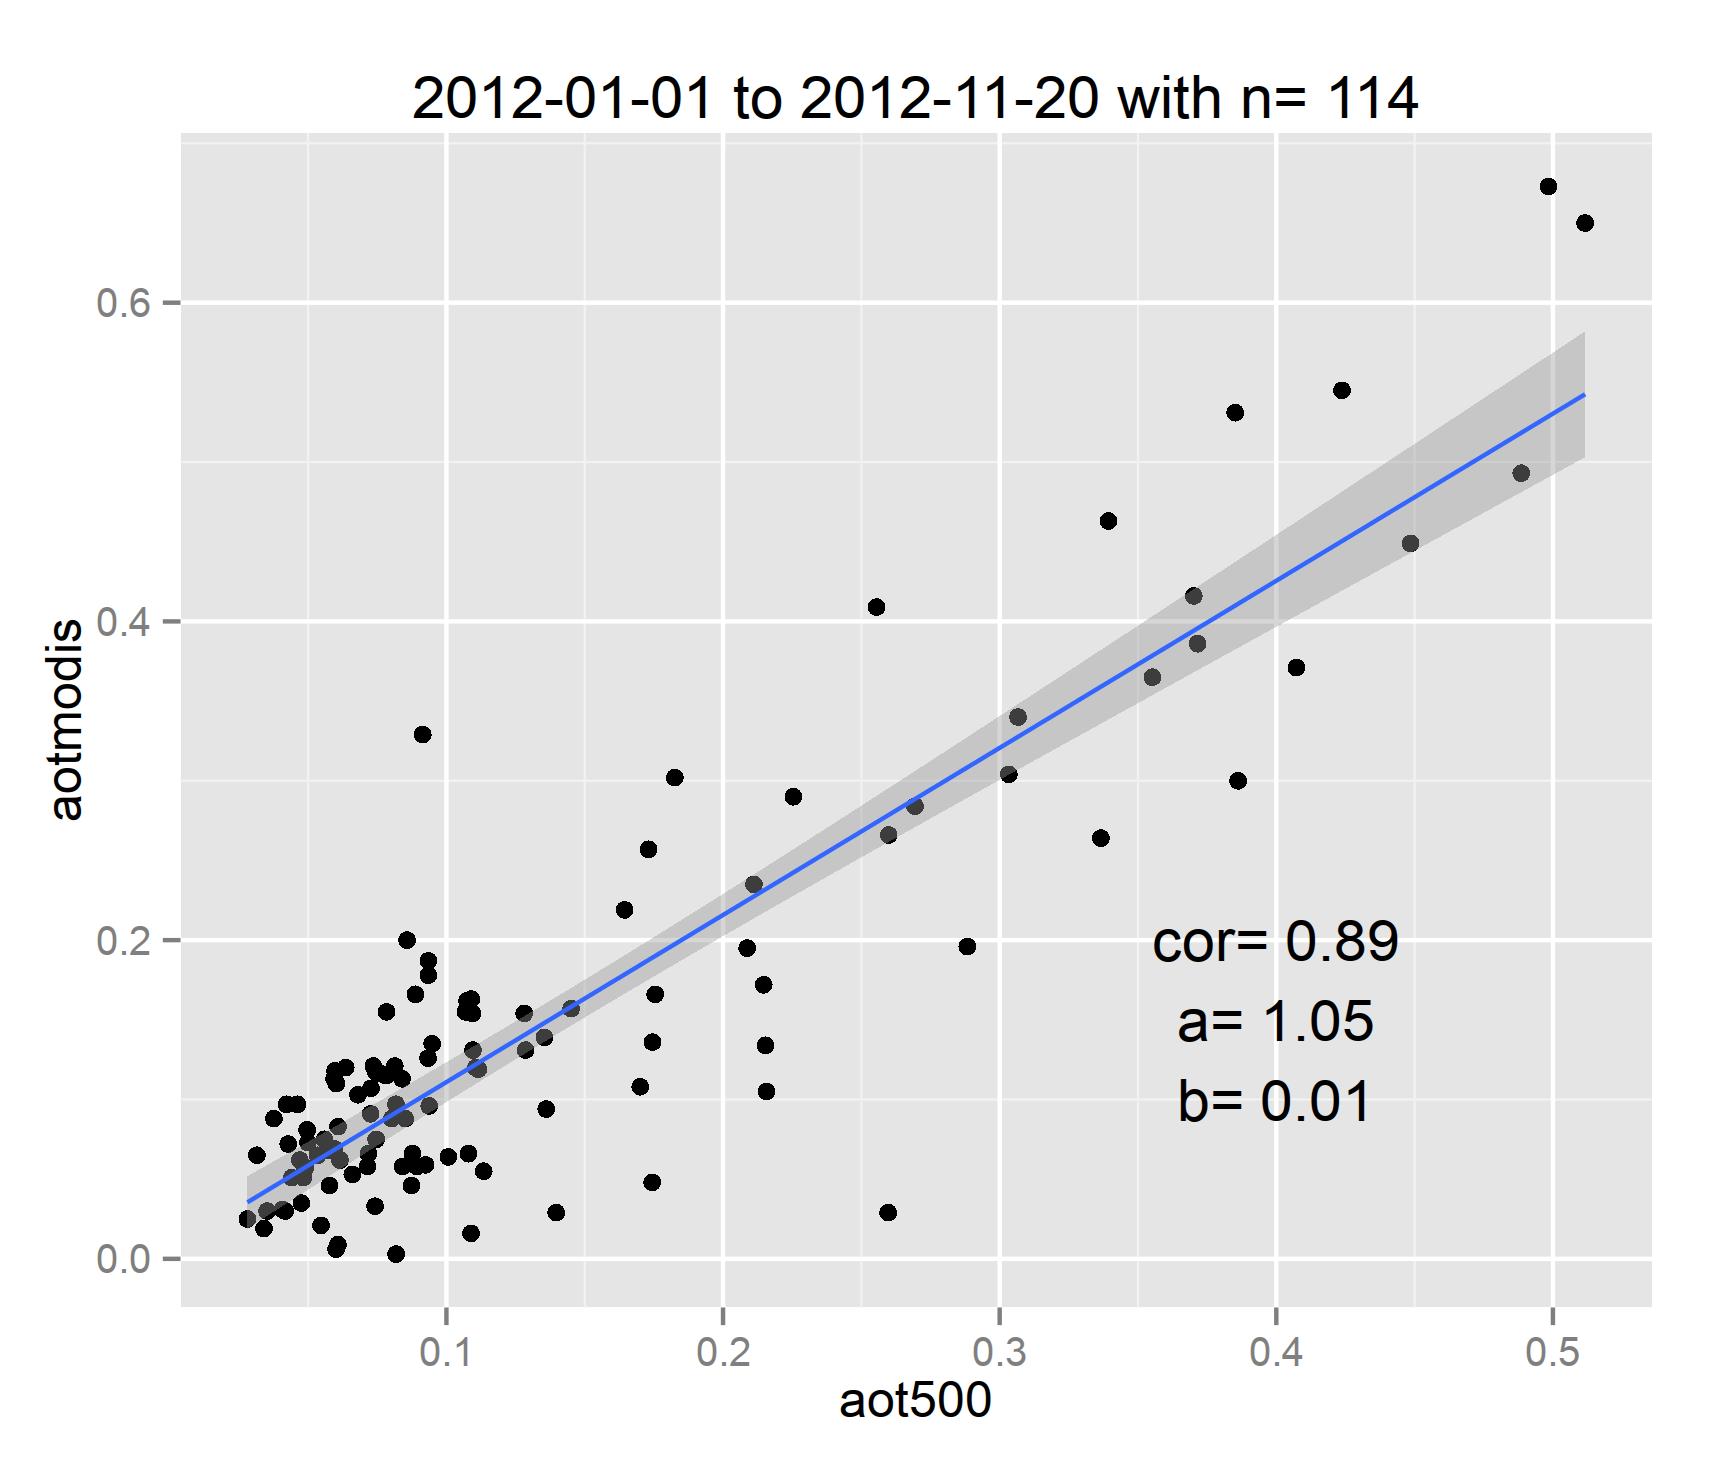 2012-01-01 to 2012-11-20 with n= 114
aotmodis
0.6
0.4
0.2
0.0
cor= 0.89
a= 1.05
b= 0.01
0.1 0.2 0.3 0.4 0.5
aot500